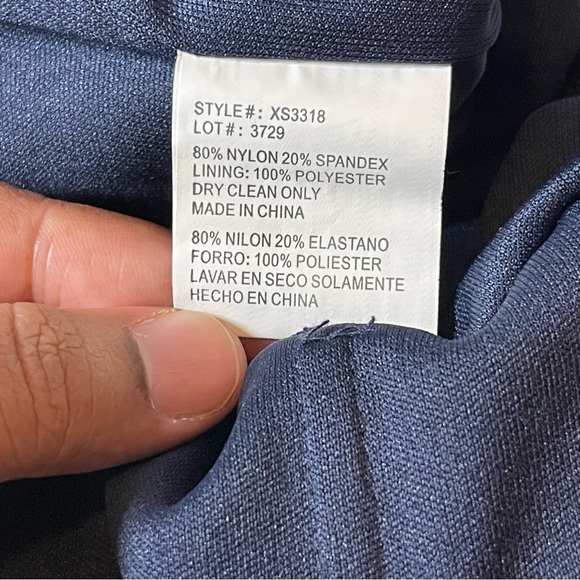 STYLE#: XS3318
LOT#: 3729
80% NYLON 20% SPANDEX
LINING: 100% POLYESTER
DRY CLEAN ONLY
MADE IN CHINA
80% NILON 20% ELASTANO
FORRO: 100% POLIESTER
LAVAR EN SECO SOLAMENTE
HECHO EN CHINA